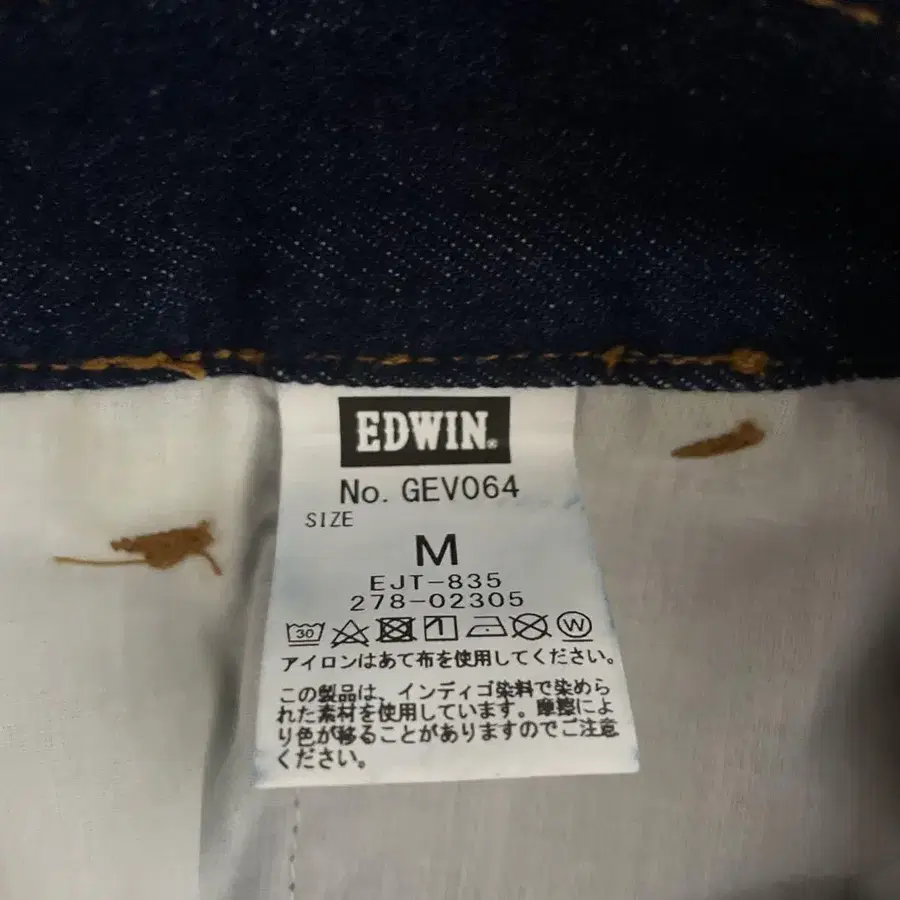 EDWIN®
No. GEV064
SIZE
M
EJT-835
278-02305
30 1 W
アイロンはあて布を使用してください。
この製品は、インディゴ染料で染めら
れた素材を使用しています。摩擦によ
り色が移ることがありますのでご注意
ください。